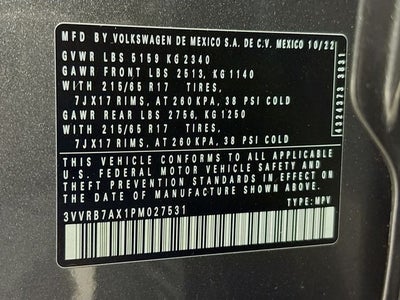 MFD BY VOLKSWAGEN DE MEXICO S.A. DE C.V. MEXICO 10/22
GVWR LBS 5159 KG 2340
GAWR FRONT LBS 2513, KG 1140
WITH 215/65 R17 TIRES,
7JX17 RIMS, AT 260 KPA, 38 PSI COLD
GAWR REAR LBS 2756, KG 1250
WITH 215/65 R17 TIRES,
7JX17 RIMS, AT 260 KPA, 38 PSI COLD
THIS VEHICLE CONFORMS TO ALL APPLICABLE
U.S. FEDERAL MOTOR VEHICLE SAFETY AND
THEFT PREVENTION STANDARDS IN EFFECT ON
THE DATE OF MANUFACTURE SHOWN ABOVE.
3VVRB7AX1PM027531 TYPE: MPV
4324373 3831